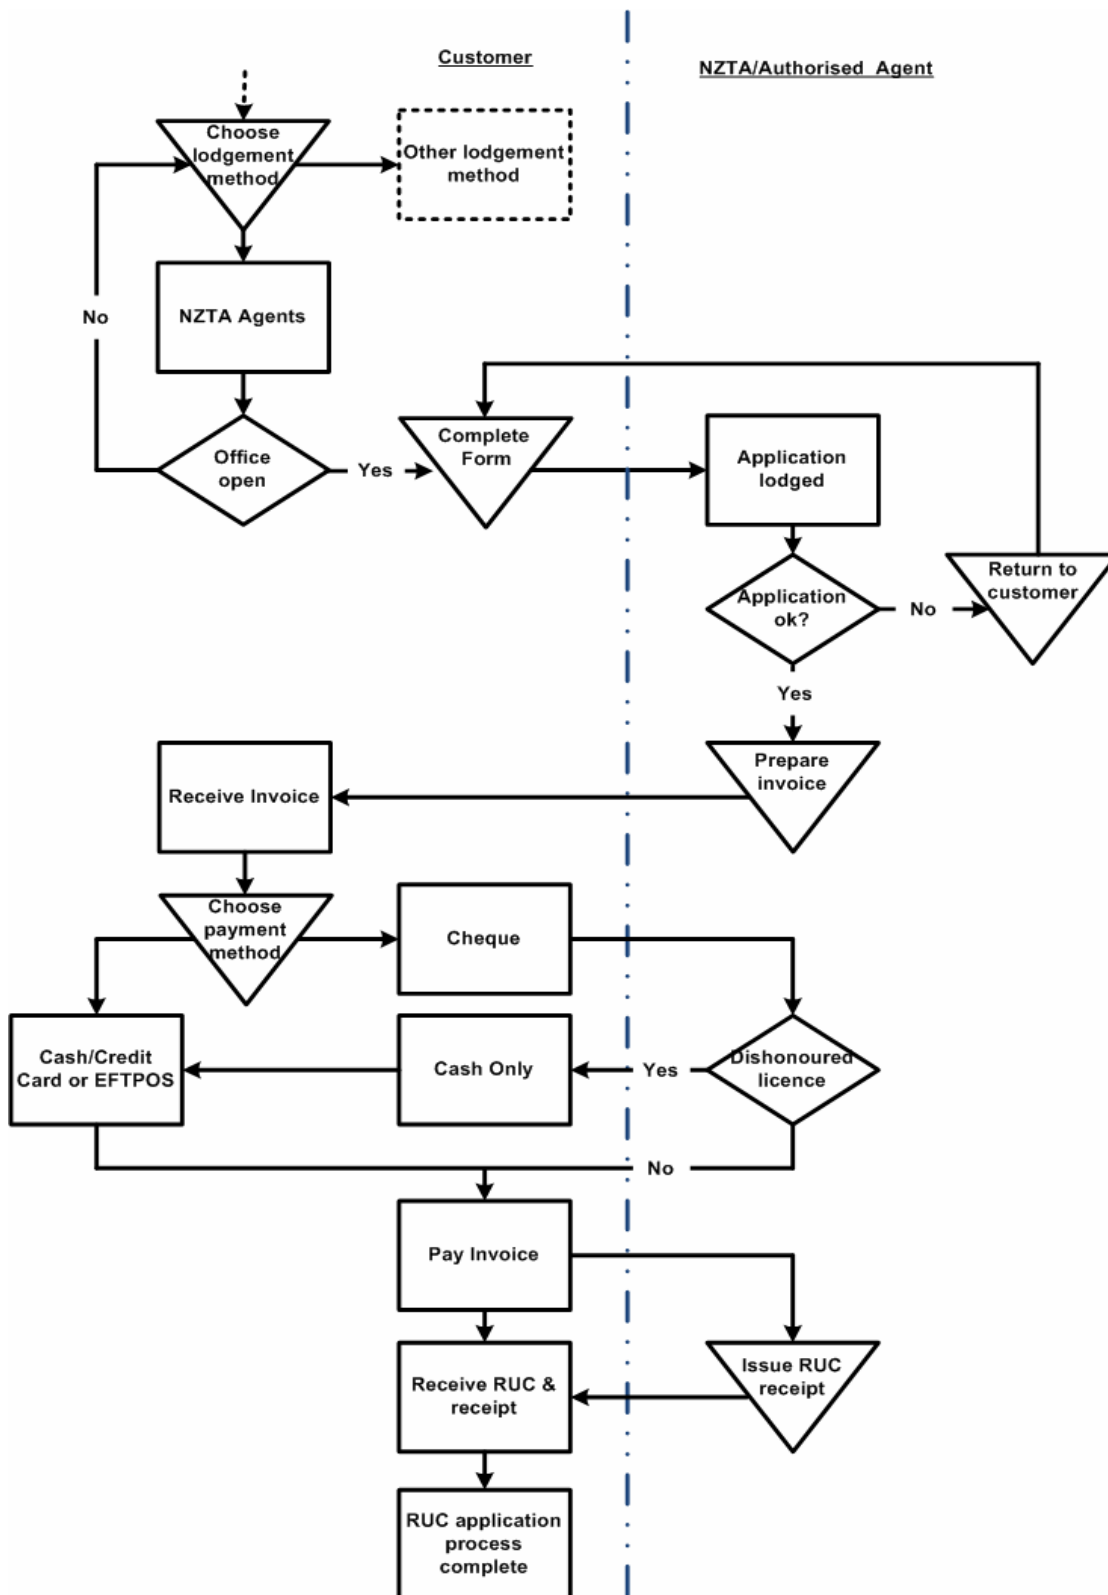 Customer
NZTA/Authorised Agent
Choose
lodgement
method
Other lodgement
method
No
NZTA Agents
Office
open
Yes
Complete
Form
Application
lodged
Application
ok?
No
Return to
customer
Yes
Prepare
invoice
Receive Invoice
Choose
payment
method
Cheque
Cash/Credit
Card or EFTPOS
Cash Only
Yes
Dishonoured
licence
No
Pay Invoice
Receive RUC &
receipt
Issue RUC
receipt
RUC application
process
complete